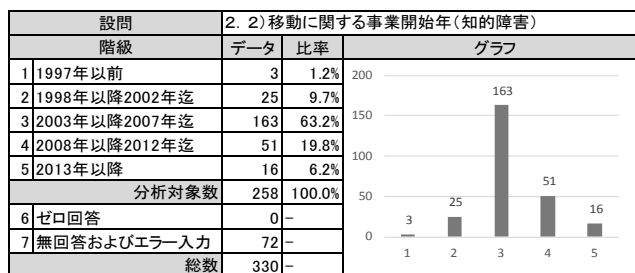 設問 2．2）移動に関する事業開始年（知的障害）
階級 データ 比率 グラフ
1 1997年以前 3 1.2%
2 1998年以降2002年迄 25 9.7%
3 2003年以降2007年迄 163 63.2%
4 2008年以降2012年迄 51 19.8%
5 2013年以降 16 6.2%
分析対象数 258 100.0%
6 ゼロ回答 0 −
7 無回答およびエラー入力 72 −
総数 330 −
200
150
100
50
0
3 25 163 51 16
1 2 3 4 5